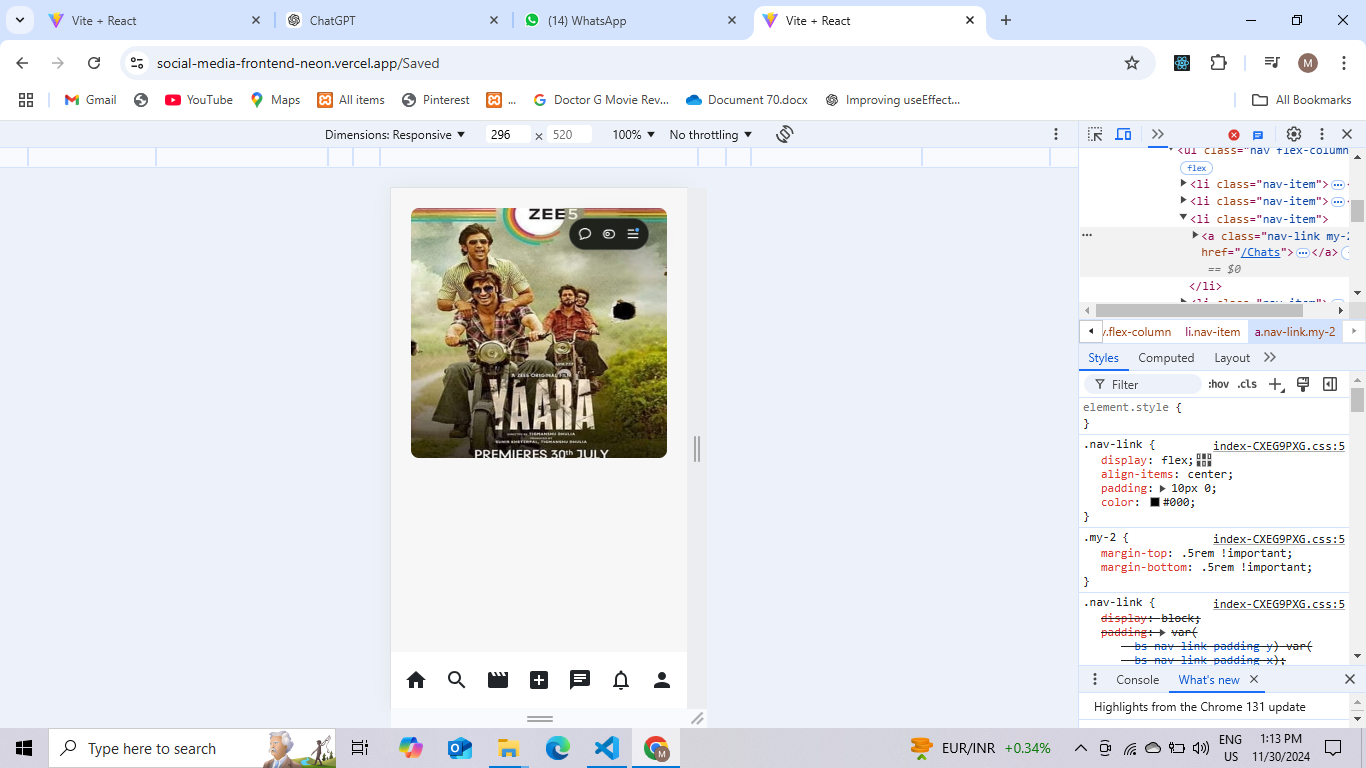 Vite + React
ChatGPT
(14) WhatsApp
Vite + React
social-media-frontend-neon.vercel.app/Saved
M
Gmail
YouTube
Maps
All items
Pinterest
...
Doctor G Movie Rev...
Document 70.docx
Improving useEffect...
All Bookmarks
Dimensions: Responsive
296 × 520
100%
No throttling
<ul class="nav flex-column
flex
<li class="nav-item">
<li class="nav-item">
<li class="nav-item">
<a class="nav-link my-2
href="/Chats"> </a>
== $0
</li>
<li class="nav-item">
.flex-column li.nav-item a.nav-link.my-2
Styles Computed Layout
Filter :hov .cls
element.style {
}
.nav-link { index-CXEG9PXG.css:5
display: flex;
align-items: center;
padding: 10px 0;
color: #000;
}
.my-2 { index-CXEG9PXG.css:5
margin-top: .5rem !important;
margin-bottom: .5rem !important;
}
.nav-link { index-CXEG9PXG.css:5
display: block;
padding: var(
--bs-nav-link-padding-y) var(
--bs-nav-link-padding-x);
Console What's new
Highlights from the Chrome 131 update
ZEE5
A ZEE5 ORIGINAL FILM
YAARA
DIRECTED BY TIGMANSHU DHULIA
SUNIR KHETERPAL, TIGMANSHU DHULIA
PREMIERES 30th JULY
Type here to search
M
EUR/INR +0.34%
ENG
US
1:13 PM
11/30/2024